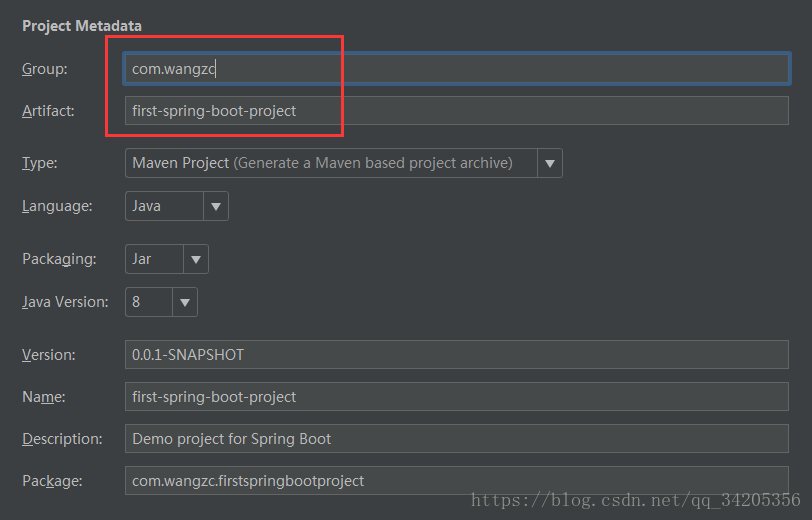 Project Metadata
Group: com.wangzc
Artifact: first-spring-boot-project
Type: Maven Project (Generate a Maven based project archive)
Language: Java
Packaging: Jar
Java Version: 8
Version: 0.0.1-SNAPSHOT
Name: first-spring-boot-project
Description: Demo project for Spring Boot
Package: com.wangzc.firstspringbootproject
https://blog.csdn.net/qq_34205356